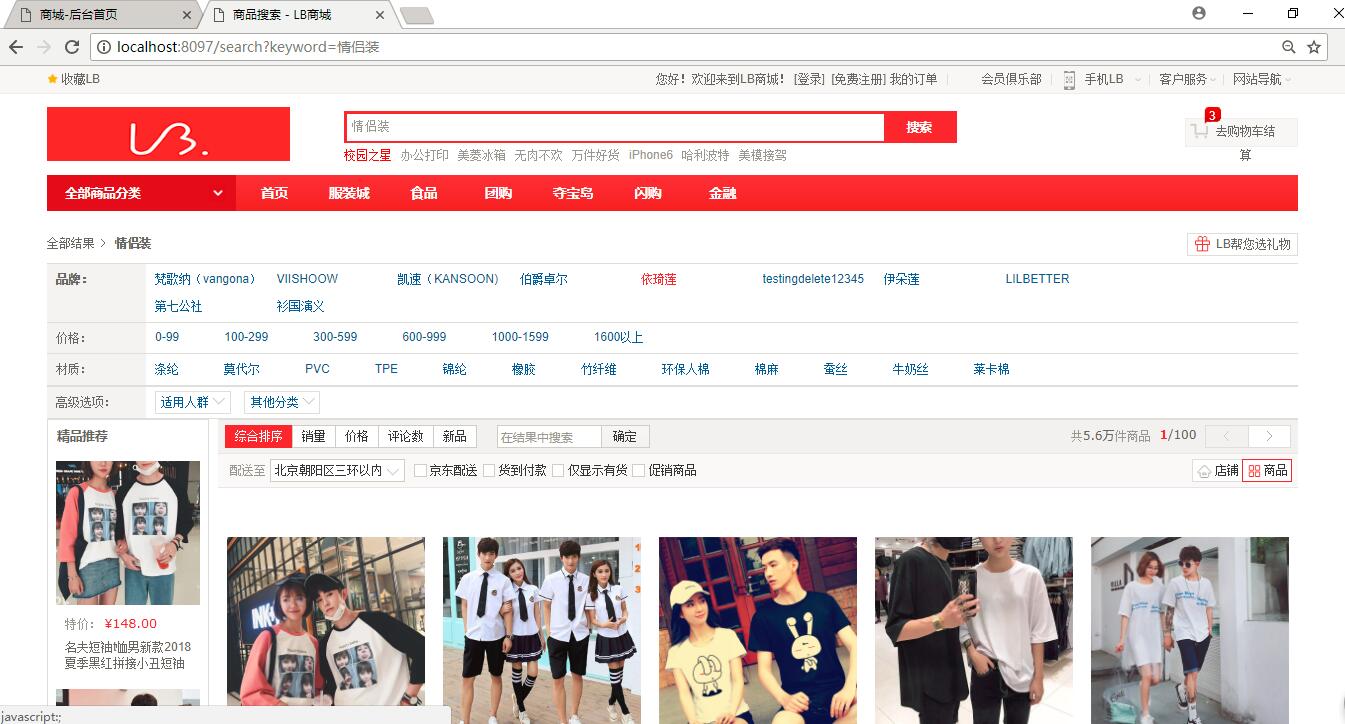 商城-后台首页
商品搜索 - LB商城
localhost:8097/search?keyword=情侣装
收藏LB
您好！欢迎来到LB商城！ [登录] [免费注册] 我的订单 会员俱乐部 手机LB 客户服务 网站导航
LB.
情侣装
搜索
3
去购物车结
算
校园之星 办公打印 美菱冰箱 无肉不欢 万件好货 iPhone6 哈利波特 美模接驾
全部商品分类 首页 服装城 食品 团购 夺宝岛 闪购 金融
全部结果 > 情侣装
LB帮您选礼物
品牌： 梵歌纳（vangona） VIISHOOW 凯速（KANSOON） 伯爵卓尔 依琦莲 testingdelete12345 伊朵莲 LILBETTER
第七公社 衫国演义
价格： 0-99 100-299 300-599 600-999 1000-1599 1600以上
材质： 涤纶 莫代尔 PVC TPE 锦纶 橡胶 竹纤维 环保人棉 棉麻 蚕丝 牛奶丝 莱卡棉
高级选项： 适用人群 其他分类
精品推荐
综合排序 销量 价格 评论数 新品 在结果中搜索 确定
共5.6万件商品 1/100
配送至 北京朝阳区三环以内 京东配送 货到付款 仅显示有货 促销商品
店铺 商品
特价： ¥148.00
名夫短袖t恤男新款2018
夏季黑红拼接小丑短袖
javascript:;